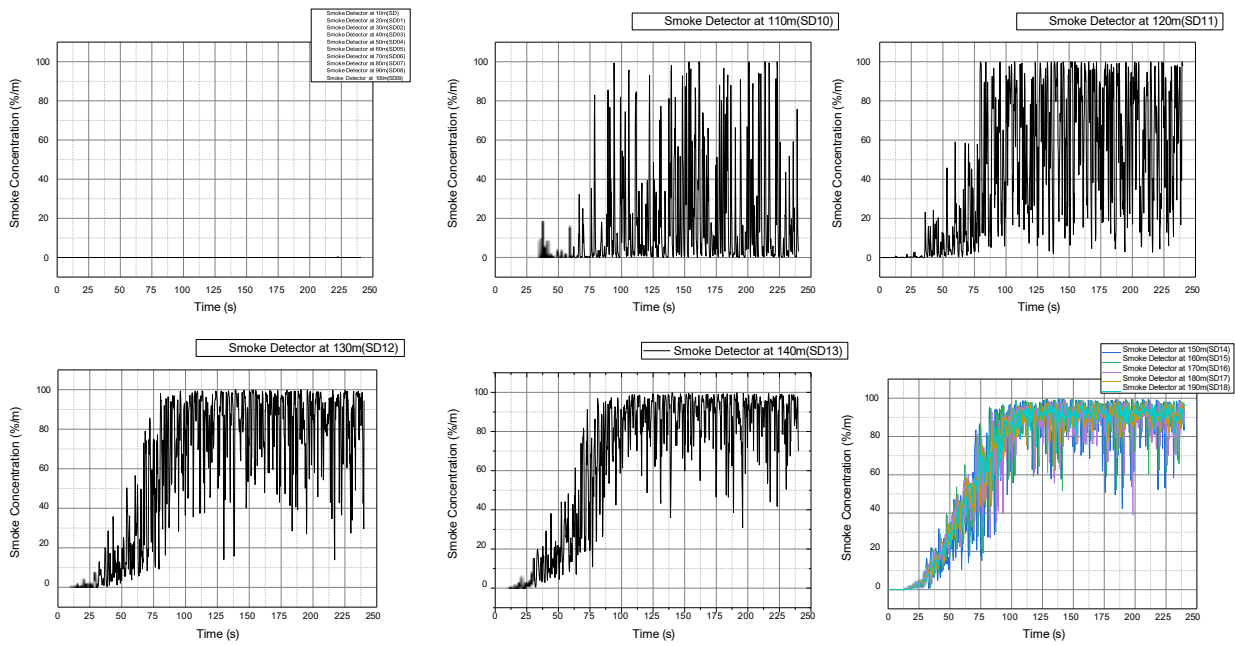 Smoke Detector at 10m(SD)
Smoke Detector at 20m(SD01)
Smoke Detector at 30m(SD02)
Smoke Detector at 40m(SD03)
Smoke Detector at 50m(SD04)
Smoke Detector at 60m(SD05)
Smoke Detector at 70m(SD06)
Smoke Detector at 80m(SD07)
Smoke Detector at 90m(SD08)
Smoke Detector at 100m(SD09)
Smoke Concentration (%/m)
100
80
60
40
20
0
0 25 50 75 100 125 150 175 200 225 250
Time (s)
Smoke Detector at 110m(SD10)
Smoke Concentration (%/m)
100
80
60
40
20
0
0 25 50 75 100 125 150 175 200 225 250
Time (s)
Smoke Detector at 120m(SD11)
Smoke Concentration (%/m)
100
80
60
40
20
0
0 25 50 75 100 125 150 175 200 225 250
Time (s)
Smoke Detector at 130m(SD12)
Smoke Concentration (%/m)
100
80
60
40
20
0
0 25 50 75 100 125 150 175 200 225 250
Time (s)
Smoke Detector at 140m(SD13)
Smoke Concentration (%/m)
100
80
60
40
20
0
0 25 50 75 100 125 150 175 200 225 250
Time (s)
Smoke Detector at 150m(SD14)
Smoke Detector at 160m(SD15)
Smoke Detector at 170m(SD16)
Smoke Detector at 180m(SD17)
Smoke Detector at 190m(SD18)
Smoke Concentration (%/m)
100
80
60
40
20
0
0 25 50 75 100 125 150 175 200 225 250
Time (s)